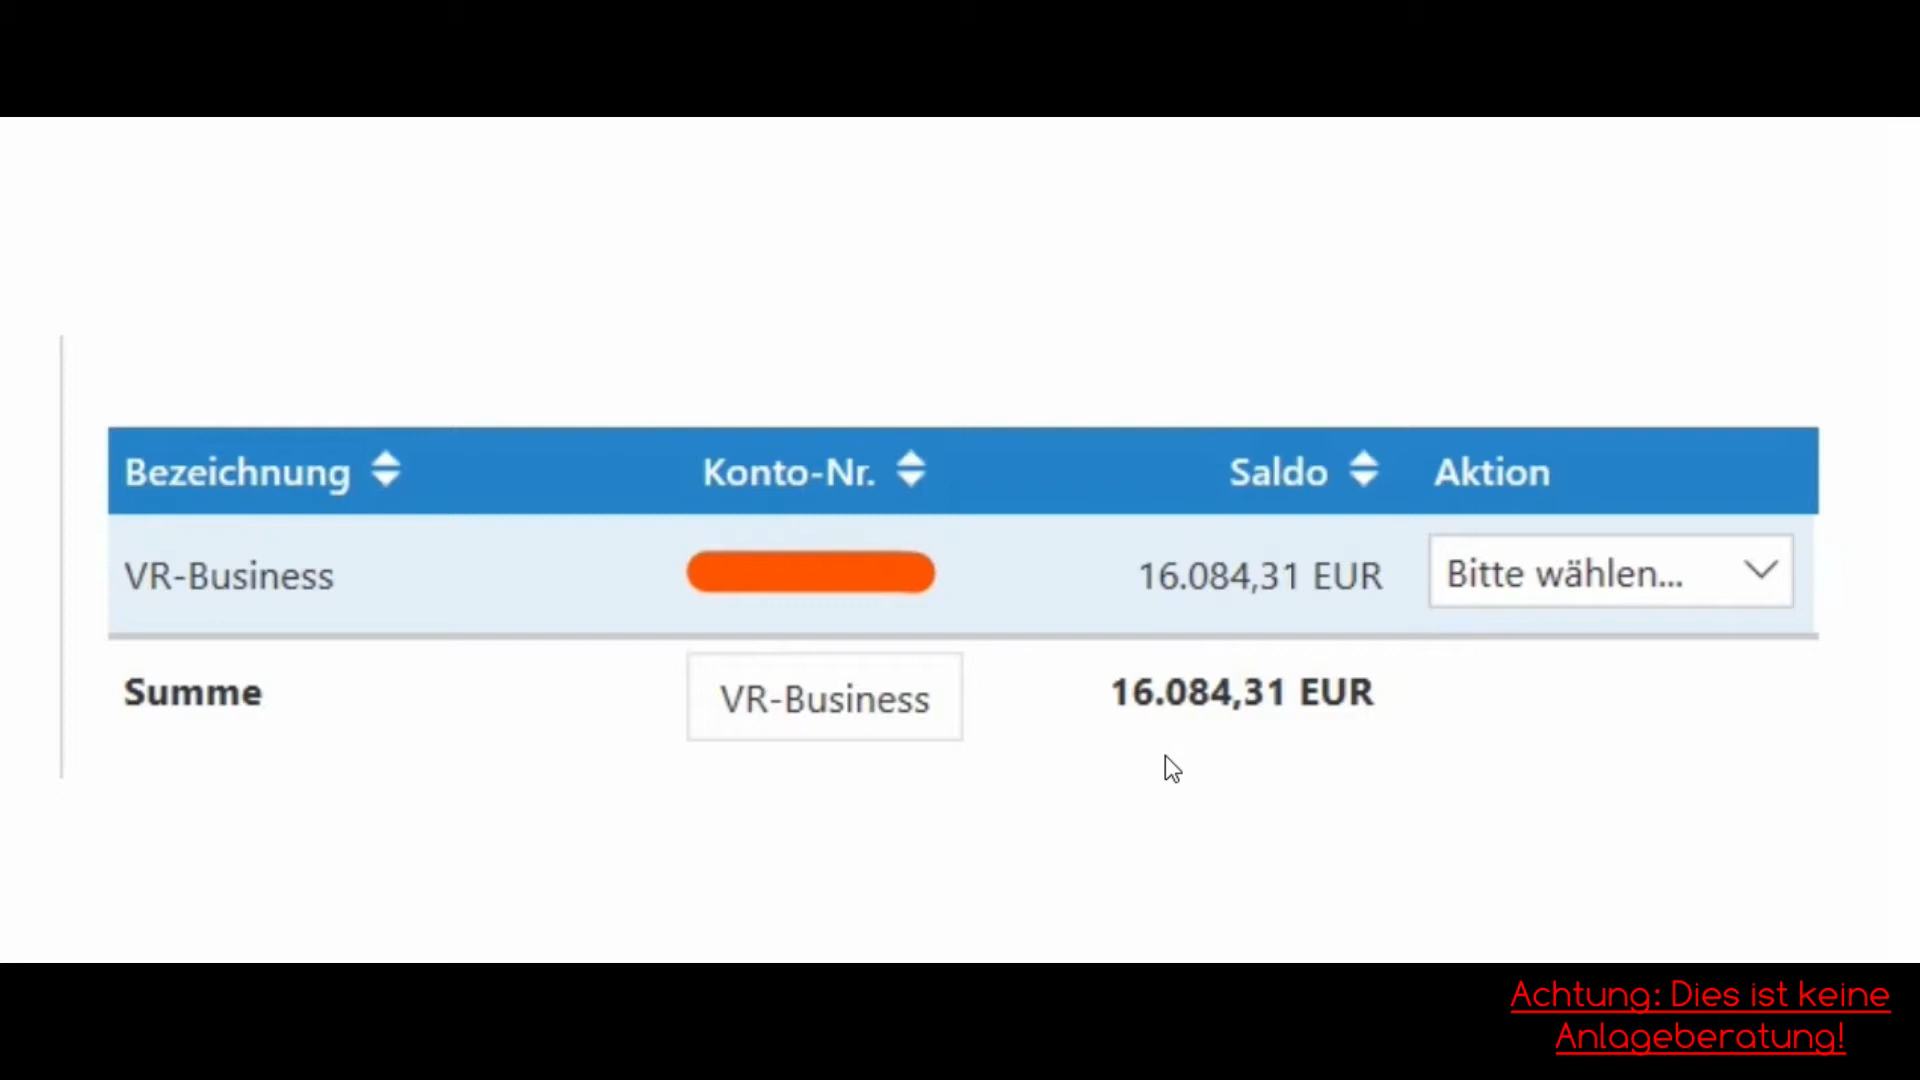 Bezeichnung Konto-Nr. Saldo Aktion
VR-Business 16.084,31 EUR Bitte wählen...
Summe VR-Business 16.084,31 EUR
Achtung: Dies ist keine
Anlageberatung!